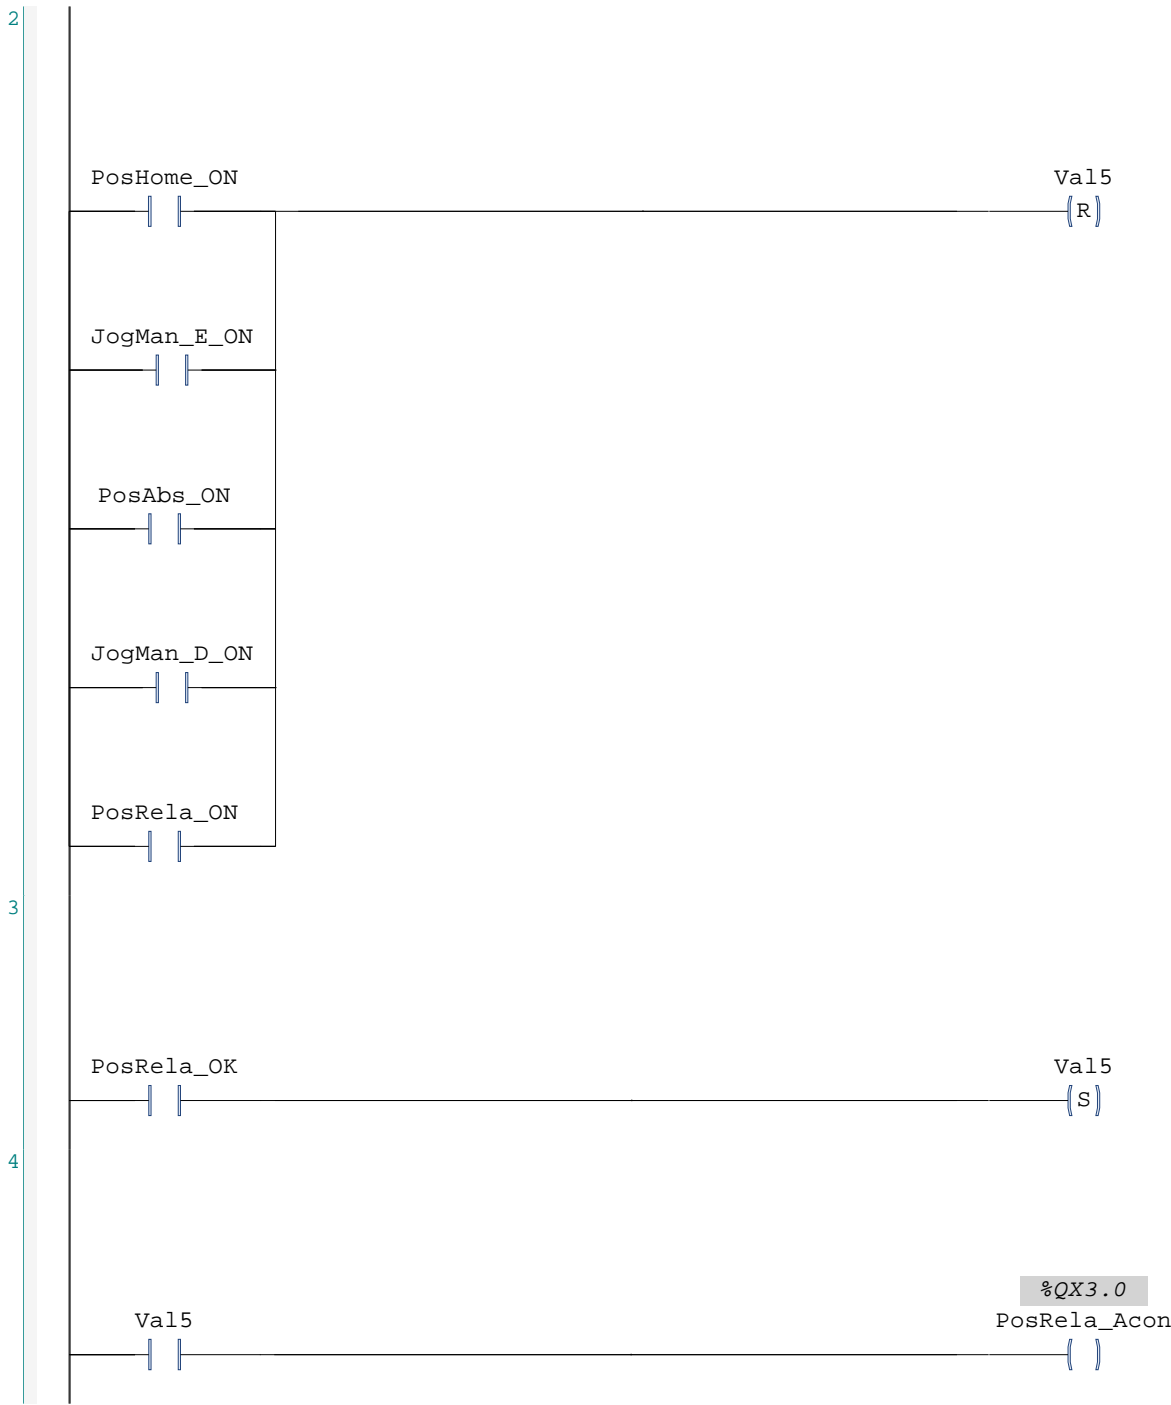 2
PosHome_ON Val5
R
JogMan_E_ON
PosAbs_ON
JogMan_D_ON
PosRela_ON
3
PosRela_OK Val5
S
4
%QX3.0
Val5 PosRela_Acon